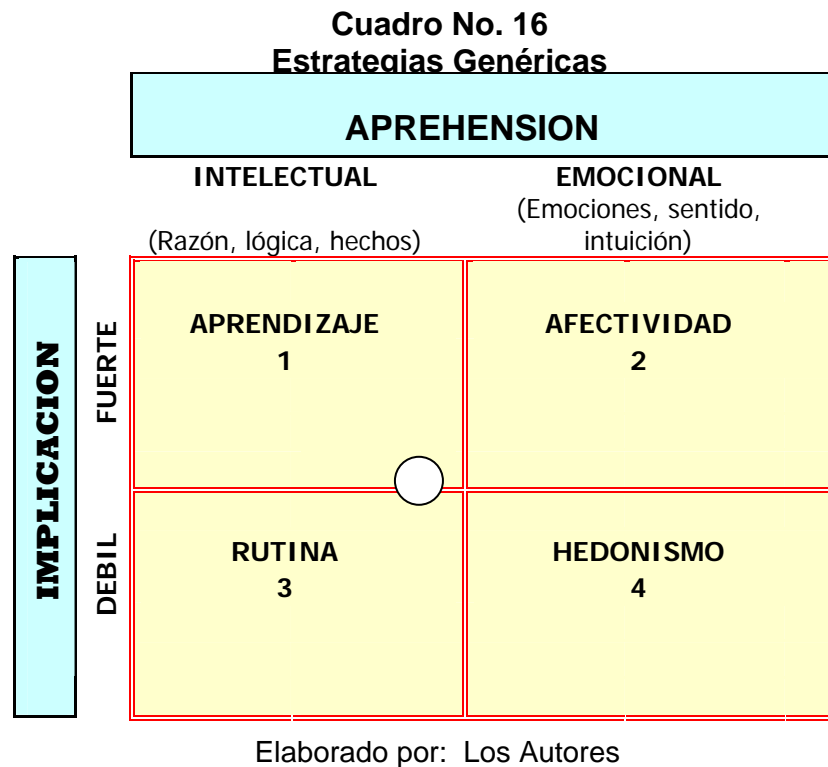 Cuadro No. 16
Estrategias Genéricas
APREHENSION
INTELECTUAL
(Razón, lógica, hechos)
EMOCIONAL
(Emociones, sentido,
intuición)
IMPLICACION
FUERTE
APRENDIZAJE
1
AFECTIVIDAD
2
DEBIL
RUTINA
3
HEDONISMO
4
Elaborado por: Los Autores